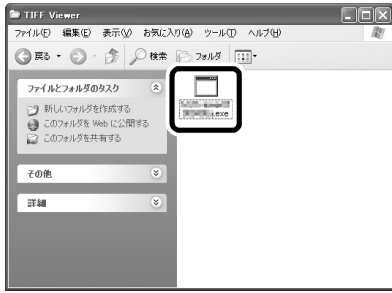 TIFF Viewer
ファイル(F) 編集(E) 表示(V) お気に入り(A) ツール(T) ヘルプ(H)
戻る 検索 フォルダ
ファイルとフォルダのタスク
新しいフォルダを作成する
このフォルダを Web に公開する
このフォルダを共有する
その他
詳細
.exe